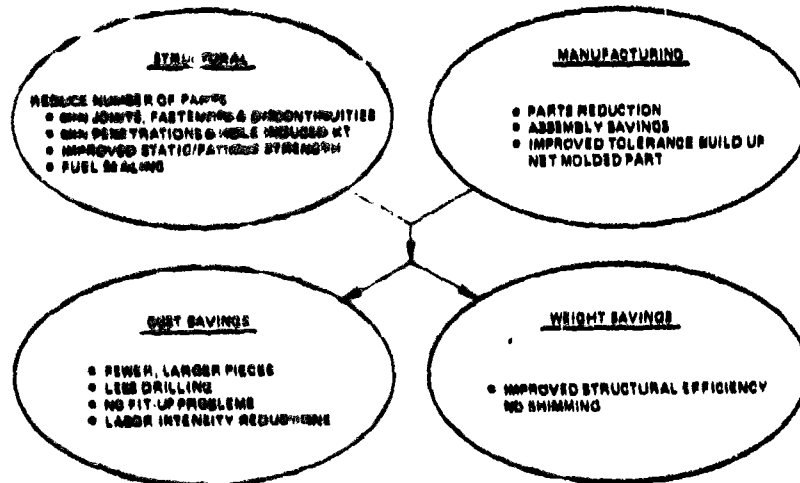 STRUCTURAL
REDUCE NUMBER OF PARTS
• MIN JOINTS, FASTENERS & DISCONTINUITIES
• MIN PENETRATIONS & HOLE INDUCED KT
• IMPROVED STATIC/FATIGUE STRENGTH
• FUEL SEALING
MANUFACTURING
• PARTS REDUCTION
• ASSEMBLY SAVINGS
• IMPROVED TOLERANCE BUILD UP
NET MOLDED PART
COST SAVINGS
• FEWER, LARGER PIECES
• LESS DRILLING
• NO FIT-UP PROBLEMS
• LABOR INTENSITY REDUCTIONS
WEIGHT SAVINGS
• IMPROVED STRUCTURAL EFFICIENCY
NO SHIMMING